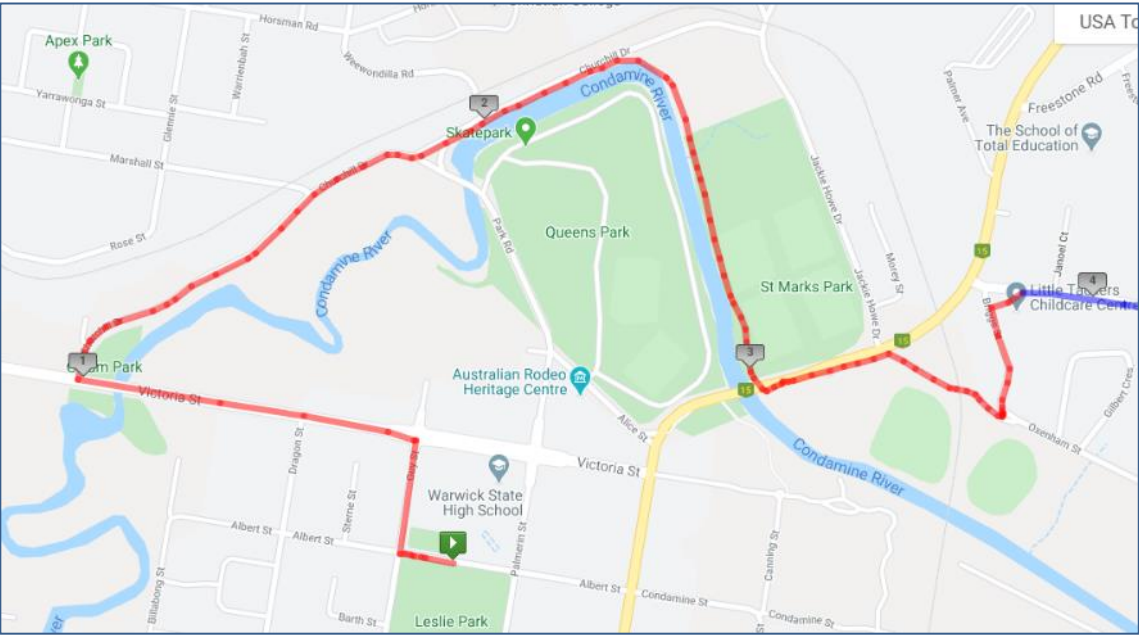 Horsman Rd
USA To
Apex Park
Warrenbah St
Weewondilla Rd
Churchill Dr
Condamine River
Palmer Ave
Freestone Rd
Yarrawonga St
Glennie St
2
Skatepark
The School of
Total Education
Marshall St
Jackie Howe Dr
Churchill Dr
Rose St
Park Rd
Queens Park
Condamine River
Morey St
Janoel Ct
15
St Marks Park
Jackie Howe Dr
4
Little
Childcare Centre
15
1
Park
3
Victoria St
Australian Rodeo
Heritage Centre
15
Alice St
Gilbert Cres
Oxenham St
Dragon St
Guy St
Victoria St
Condamine River
Warwick State
High School
Sterne St
Albert St
Albert St
Palmerin St
Canning St
Billabong St
Albert St
Condamine St
Barth St
Leslie Park
Condamine St